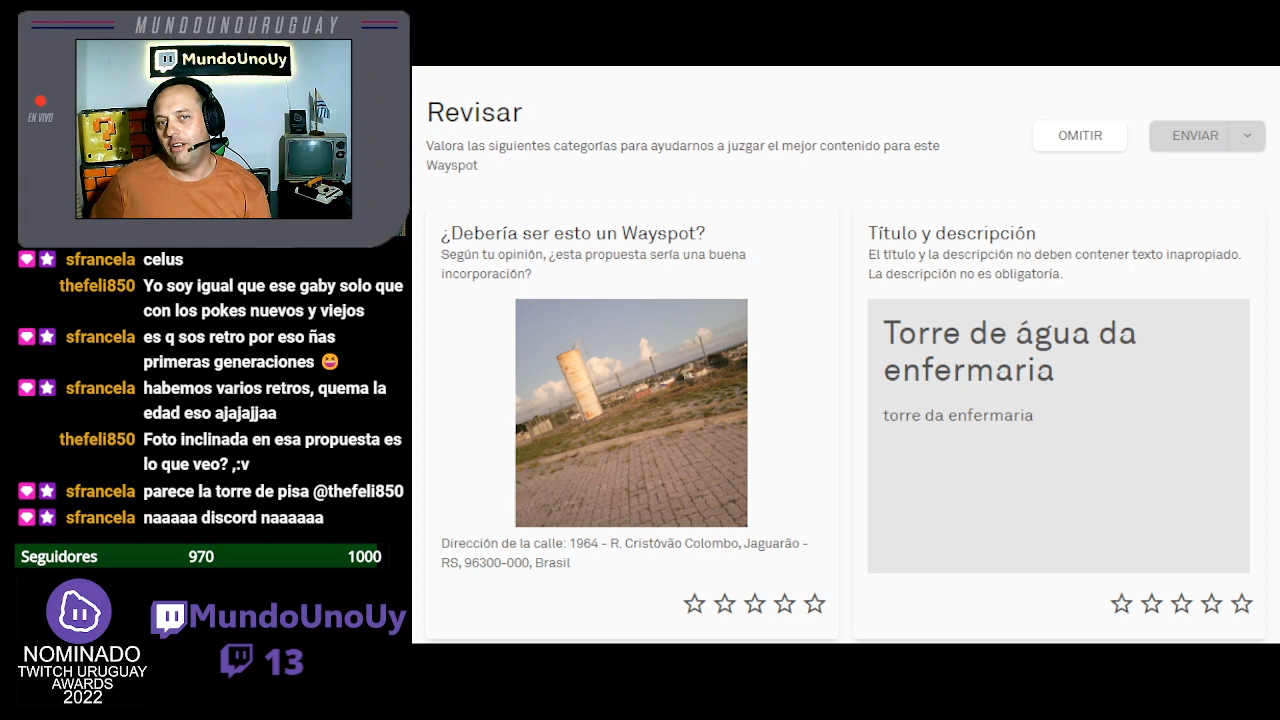 MUNDOUNOURUGUAY
MundoUnoUy
EN VIVO
sfrancela celus
thefeli850 Yo soy igual que ese gaby solo que
con los pokes nuevos y viejos
sfrancela es q sos retro por eso ñas
primeras generaciones 😆
sfrancela habemos varios retros, quema la
edad eso ajajajjaa
thefeli850 Foto inclinada en esa propuesta es
lo que veo? ,:v
sfrancela parece la torre de pisa @thefeli850
sfrancela naaaaa discord naaaaaa
Seguidores 970 1000
NOMINADO
TWITCH URUGUAY
AWARDS
2022
MundoUnoUy
13
Revisar
Valora las siguientes categorías para ayudarnos a juzgar el mejor contenido para este
Wayspot
OMITIR
ENVIAR
¿Debería ser esto un Wayspot?
Según tu opinión, ¿esta propuesta sería una buena
incorporación?
Dirección de la calle: 1964 - R. Cristóvão Colombo, Jaguarão -
RS, 96300-000, Brasil
Título y descripción
El título y la descripción no deben contener texto inapropiado.
La descripción no es obligatoria.
Torre de água da
enfermaria
torre da enfermaria